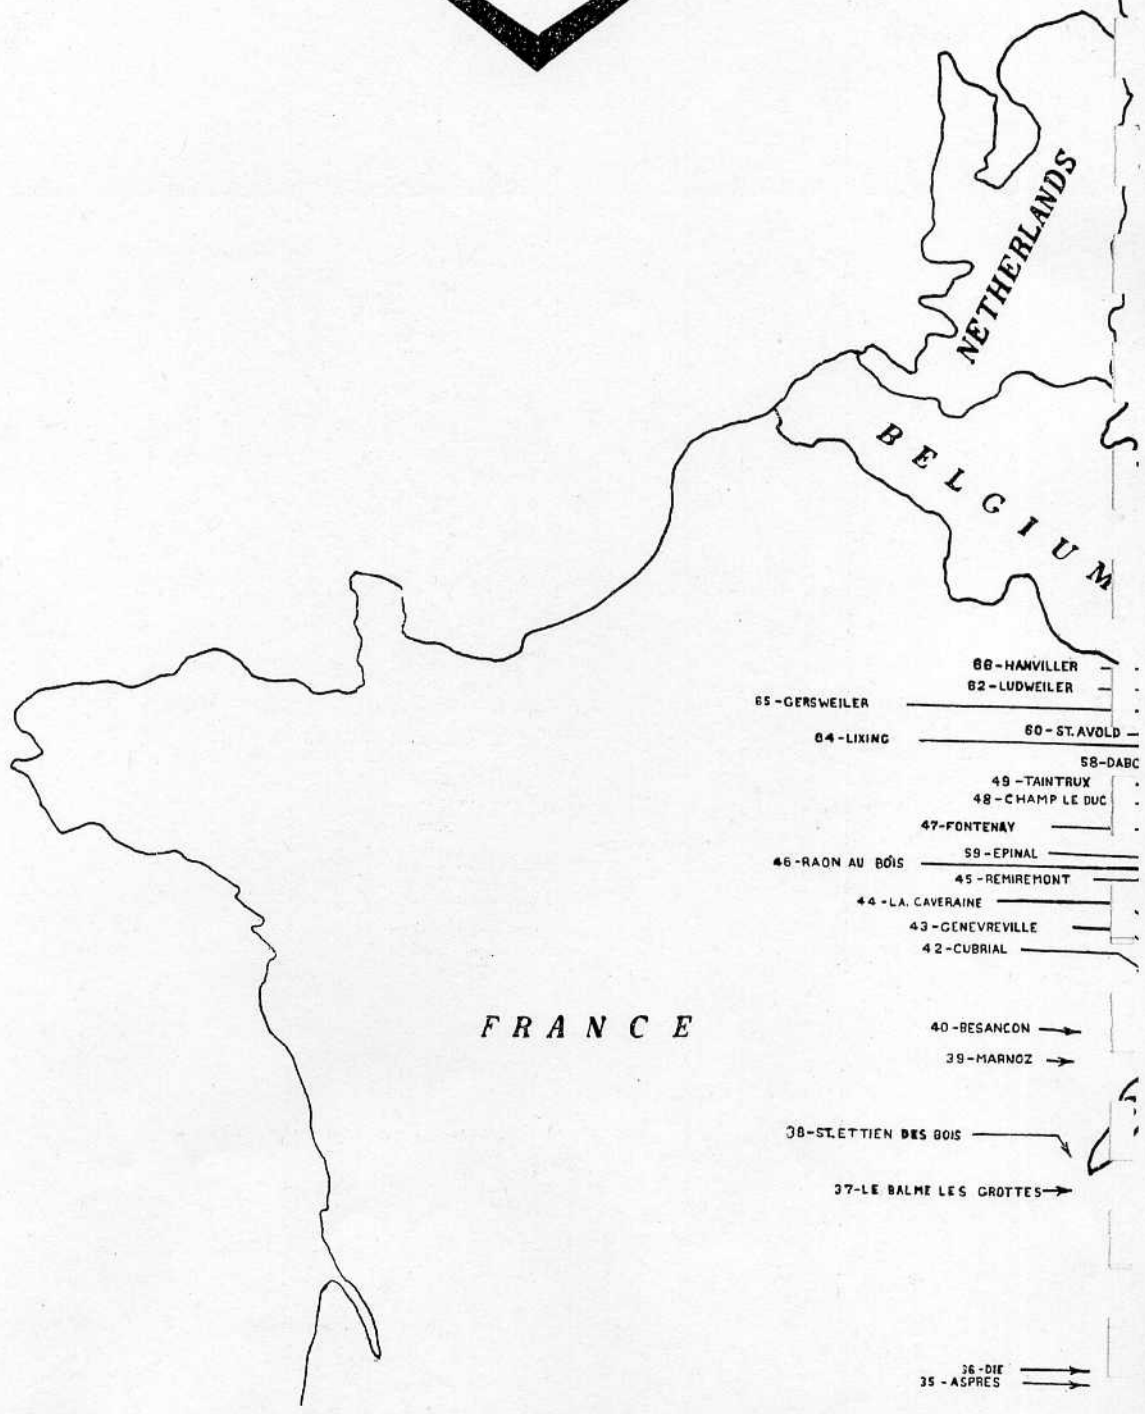 NETHERLANDS
BELGIUM
66-HANVILLER
62-LUDWEILER
65-GERSWEILER
60-ST.AVOLD
64-LIXING
58-DABO
49-TAINTRUX
48-CHAMP LE DUC
47-FONTENAY
59-EPINAL
46-RAON AU BOIS
45-REMIREMONT
44-LA. CAVERAINE
43-GENEVREVILLE
42-CUBRIAL
FRANCE
40-BESANCON
39-MARNOZ
38-ST.ETTIEN DES BOIS
37-LE BALME LES GROTTES
36-DIE
35-ASPRES